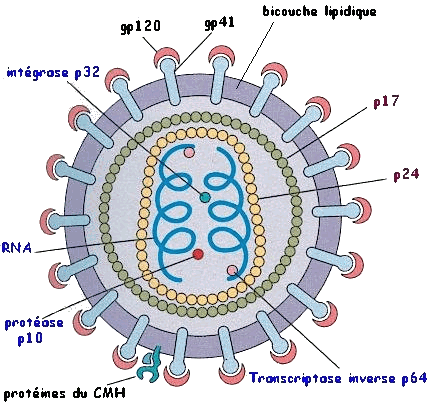 bicouche lipidique
gp120
gp41
intégrase p32
p17
p24
RNA
protéase
p10
Transcriptase inverse p64
protéines du CMH